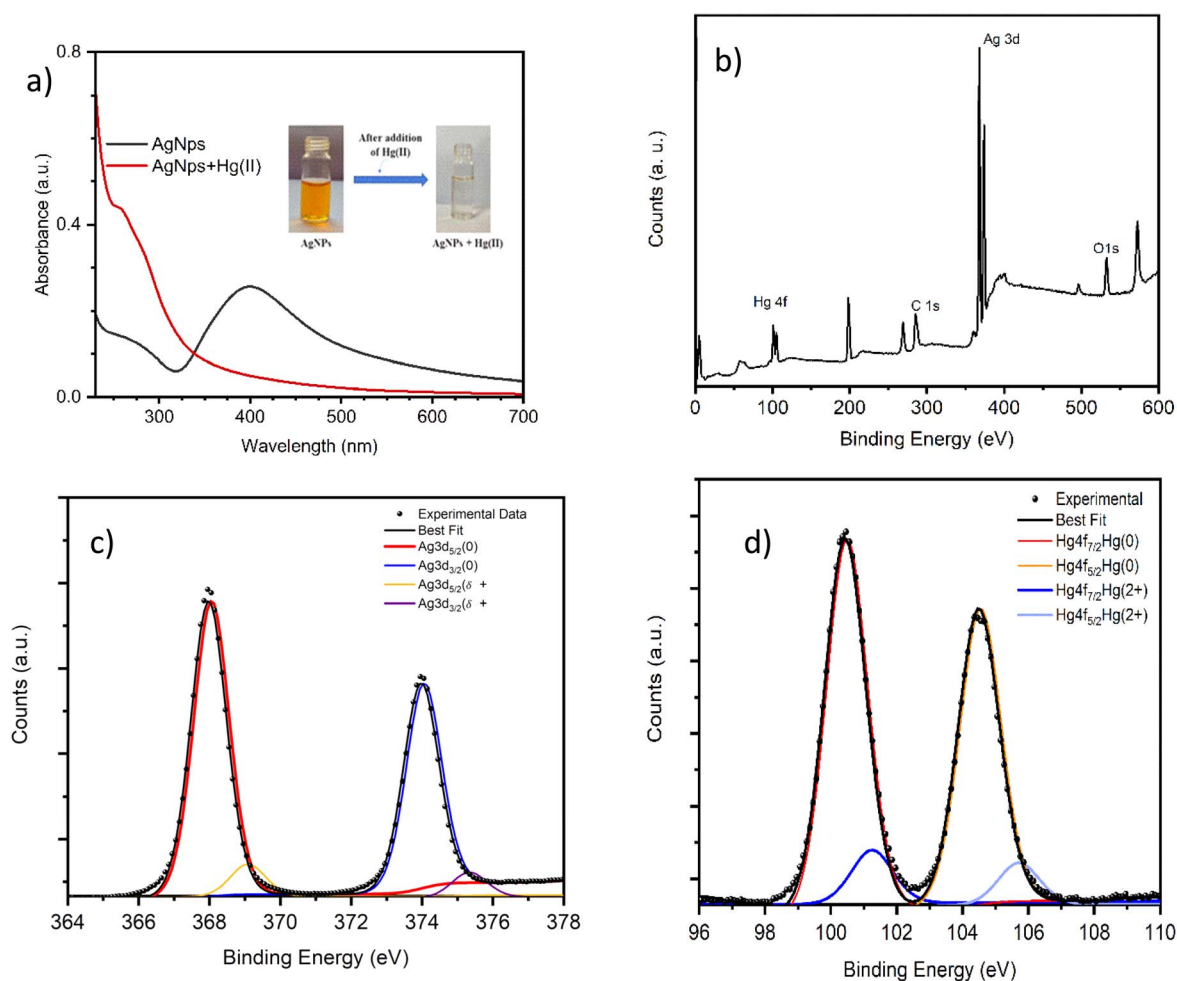 a)
0.8
0.4
0.0
Absorbance (a.u.)
AgNps
AgNps+Hg(II)
After addition
of Hg(II)
AgNPs
AgNPs + Hg(II)
300 400 500 600 700
Wavelength (nm)
b)
Counts (a. u.)
Ag 3d
Hg 4f
C 1s
O1s
0 100 200 300 400 500 600
Binding Energy (eV)
c)
Counts (a.u.)
Experimental Data
Best Fit
Ag3d5/2(0)
Ag3d3/2(0)
Ag3d5/2(δ +
Ag3d3/2(δ +
364 366 368 370 372 374 376 378
Binding Energy (eV)
d)
Counts (a.u.)
Experimental
Best Fit
Hg4f7/2Hg(0)
Hg4f5/2Hg(0)
Hg4f7/2Hg(2+)
Hg4f5/2Hg(2+)
96 98 100 102 104 106 108 110
Binding Energy (eV)